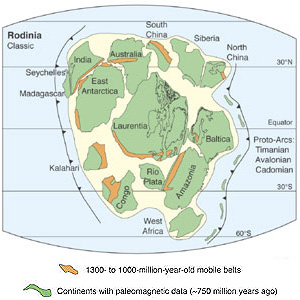 Rodinia
Classic
South
China
Siberia
North
China
Australia
India
30°N
Seychelles
East
Antarctica
Madagascar
Equator
Laurentia
Baltica
Proto-Arcs:
Timanian
Avalonian
Cadomian
Kalahari
Rio
Plata
Amazonia
30°S
Congo
West
Africa
60°S
1300- to 1000-million-year-old mobile belts
Continents with paleomagnetic data (~750 million years ago)